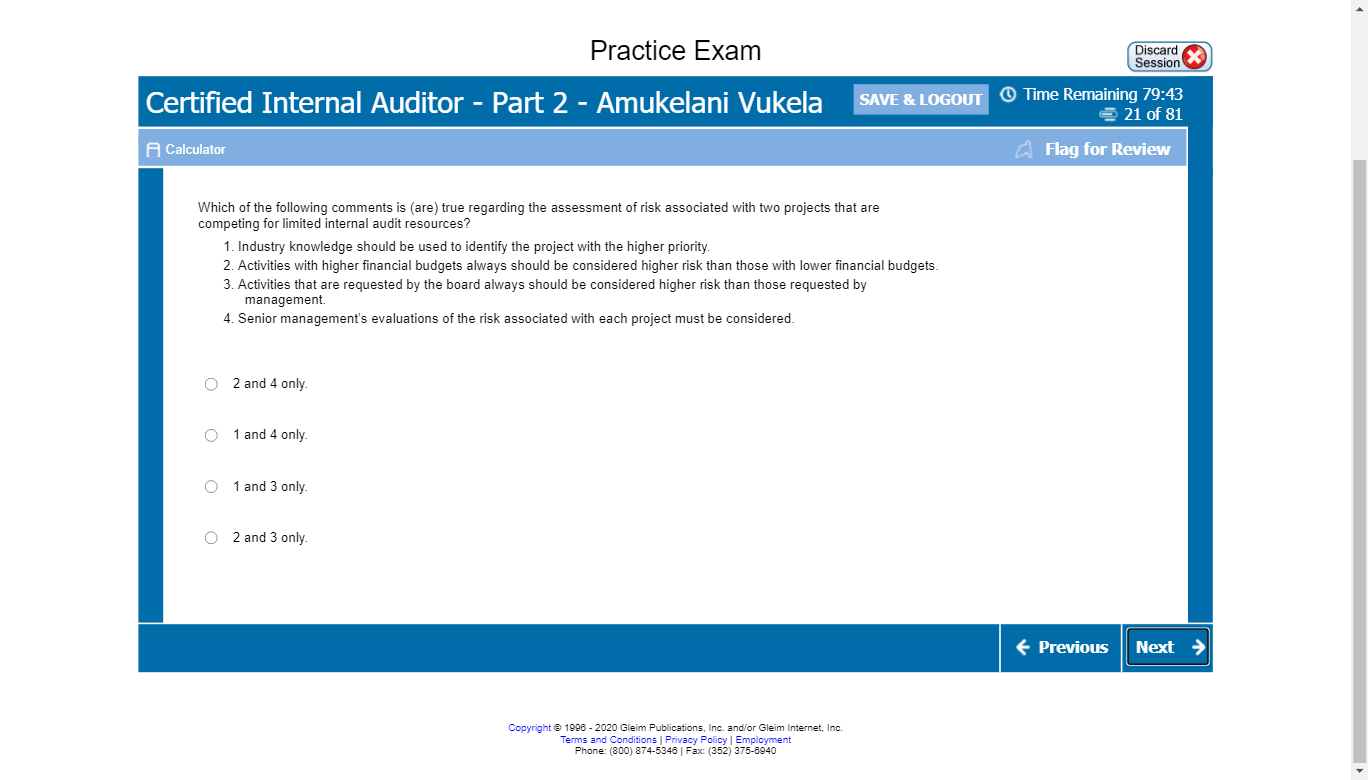 Practice Exam
Discard
Session
Certified Internal Auditor - Part 2 - Amukelani Vukela
SAVE & LOGOUT
Time Remaining 79:43
21 of 81
Calculator
Flag for Review
Which of the following comments is (are) true regarding the assessment of risk associated with two projects that are
competing for limited internal audit resources?
1. Industry knowledge should be used to identify the project with the higher priority.
2. Activities with higher financial budgets always should be considered higher risk than those with lower financial budgets.
3. Activities that are requested by the board always should be considered higher risk than those requested by
management.
4. Senior management's evaluations of the risk associated with each project must be considered.
2 and 4 only.
1 and 4 only.
1 and 3 only.
2 and 3 only.
Previous
Next
Copyright © 1996 - 2020 Gleim Publications, Inc. and/or Gleim Internet, Inc.
Terms and Conditions | Privacy Policy | Employment
Phone: (800) 874-5346 | Fax: (352) 375-6940